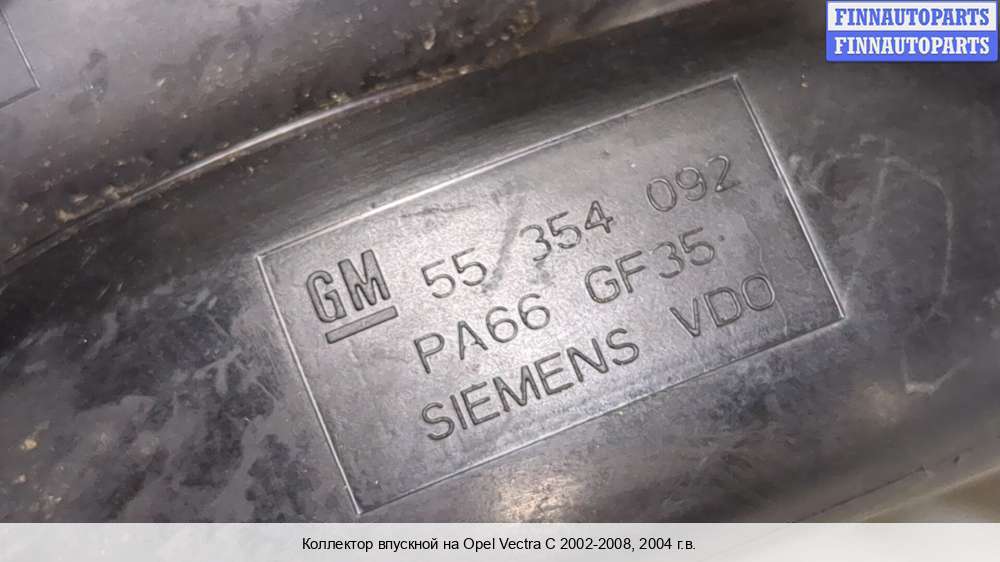 FINNAUTOPARTS
FINNAUTOPARTS
GM 55 354 092
PA66 GF35
SIEMENS VDO
Коллектор впускной на Opel Vectra C 2002-2008, 2004 г.в.